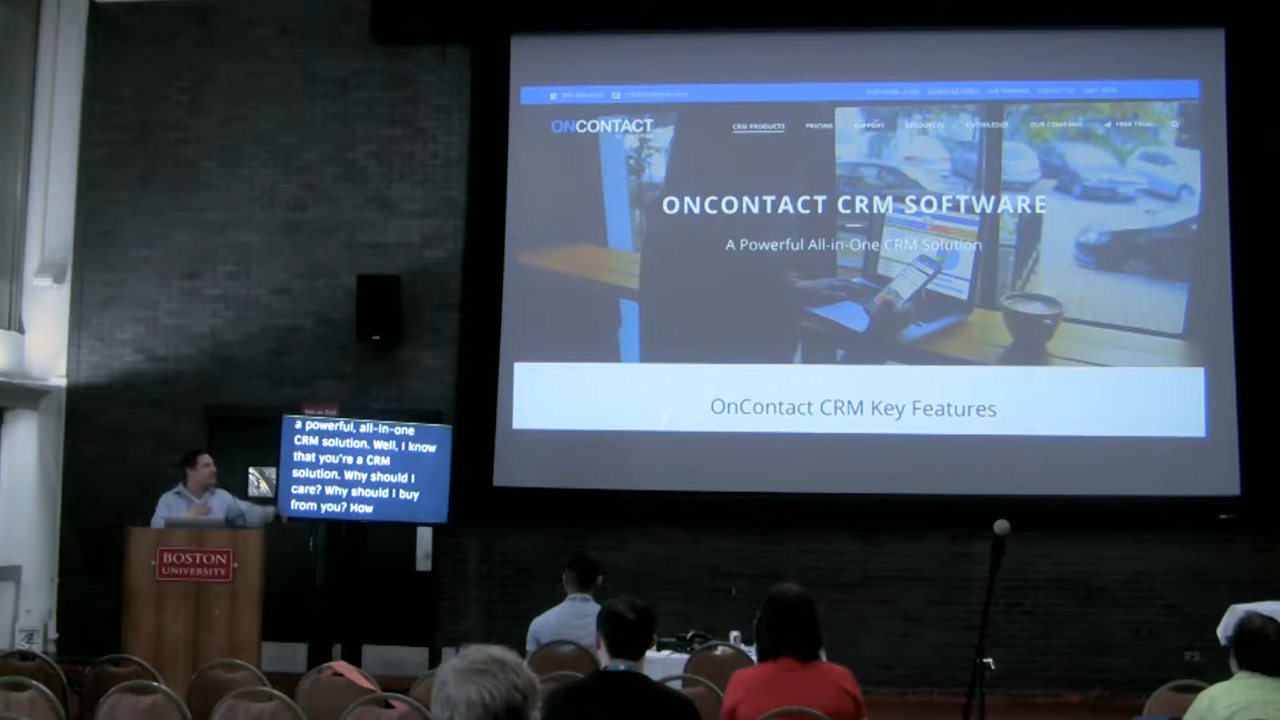 ONCONTACT
CRM PRODUCTS
PRICING
SUPPORT
RESOURCES
KNOWLEDGE
OUR COMPANY
FREE TRIAL
ONCONTACT CRM SOFTWARE
A Powerful All-in-One CRM Solution
OnContact CRM Key Features
a powerful, all-in-one
CRM solution. Well, I know
that you're a CRM
solution. Why should I
care? Why should I buy
from you? How
BOSTON
UNIVERSITY